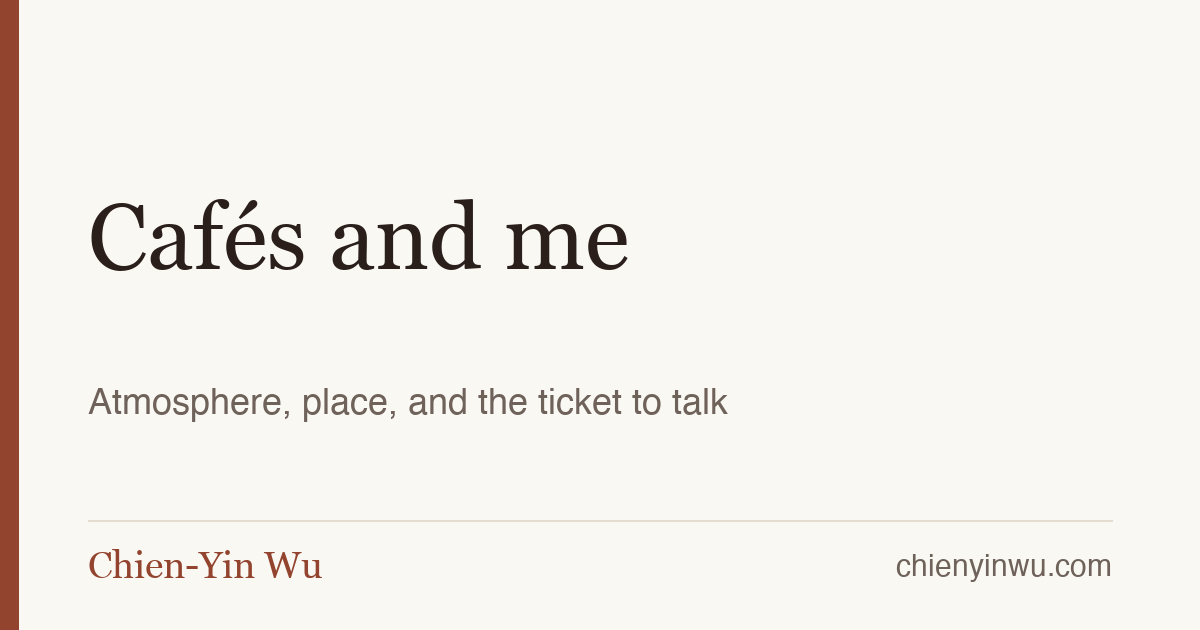 Cafés and me
Atmosphere, place, and the ticket to talk
Chien-Yin Wu
chienyinwu.com